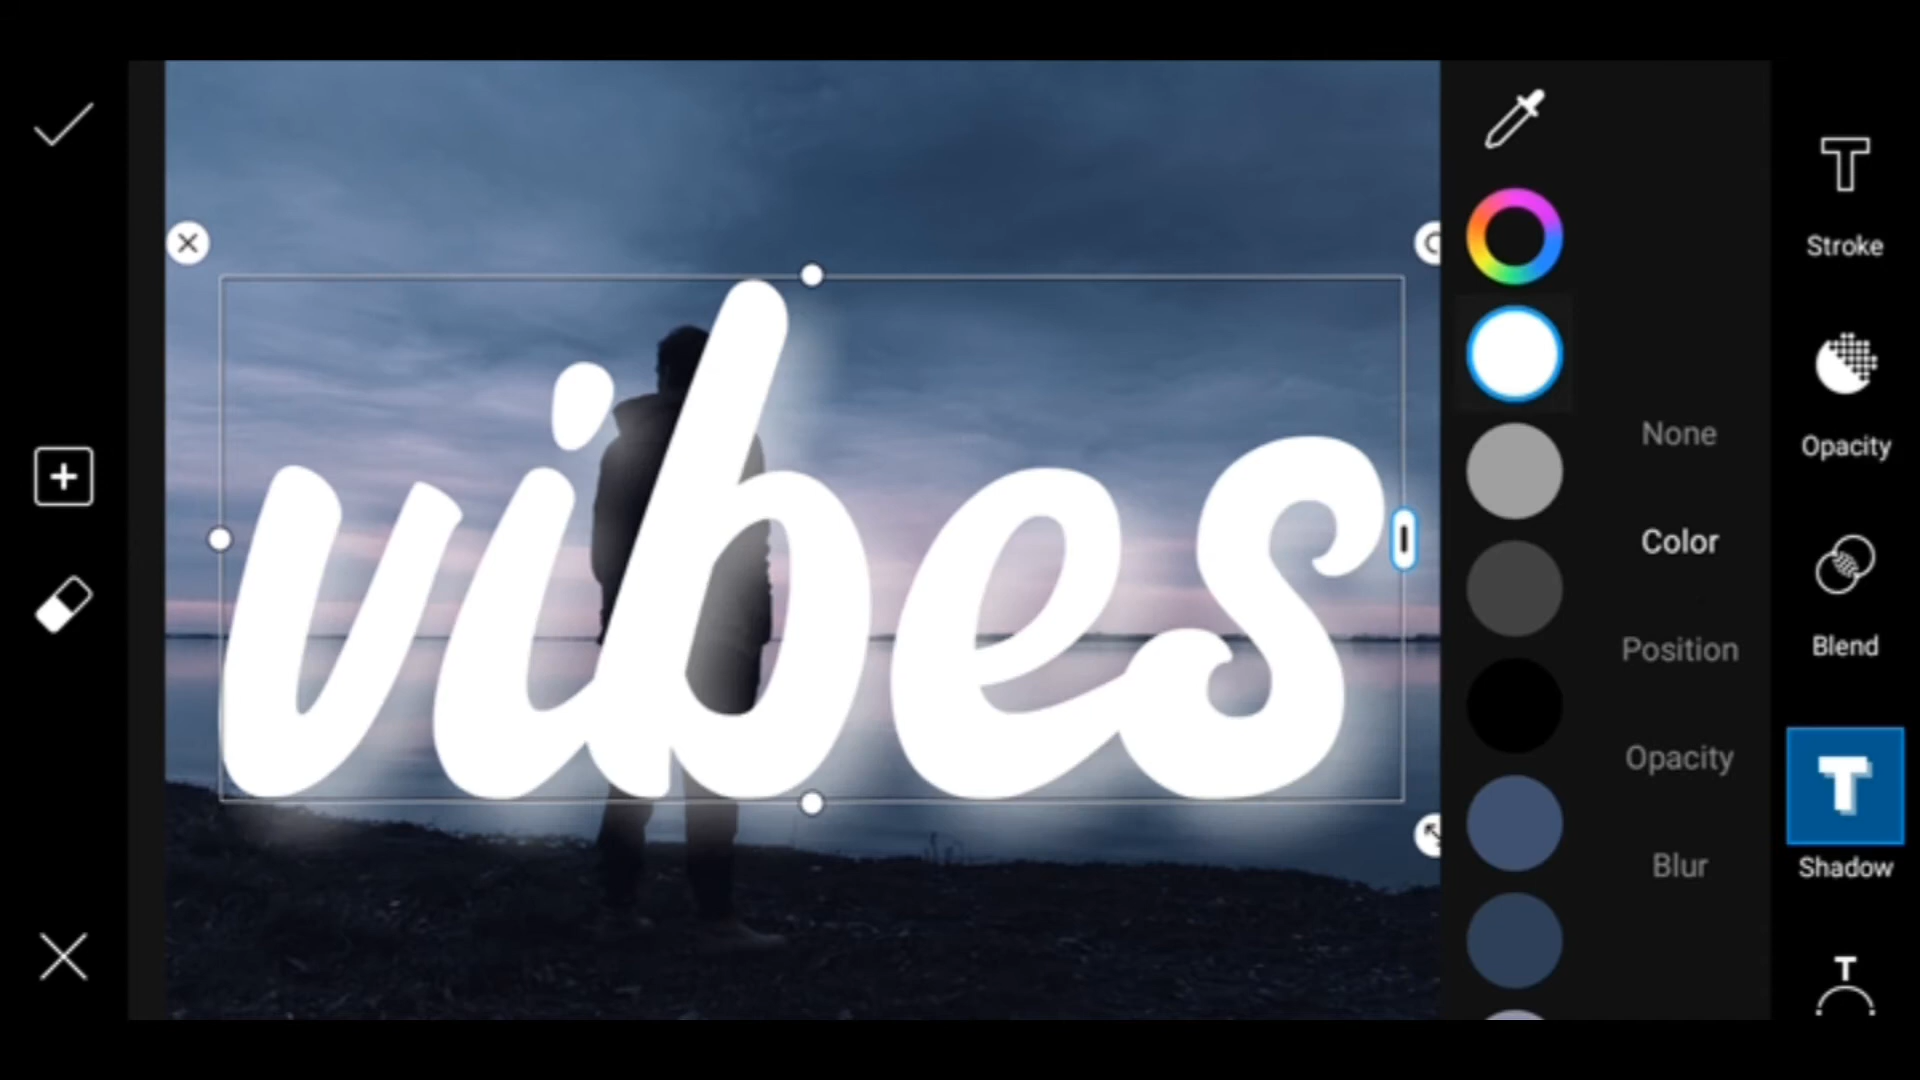 vibes
None
Color
Position
Opacity
Blur
Stroke
Opacity
Blend
Shadow